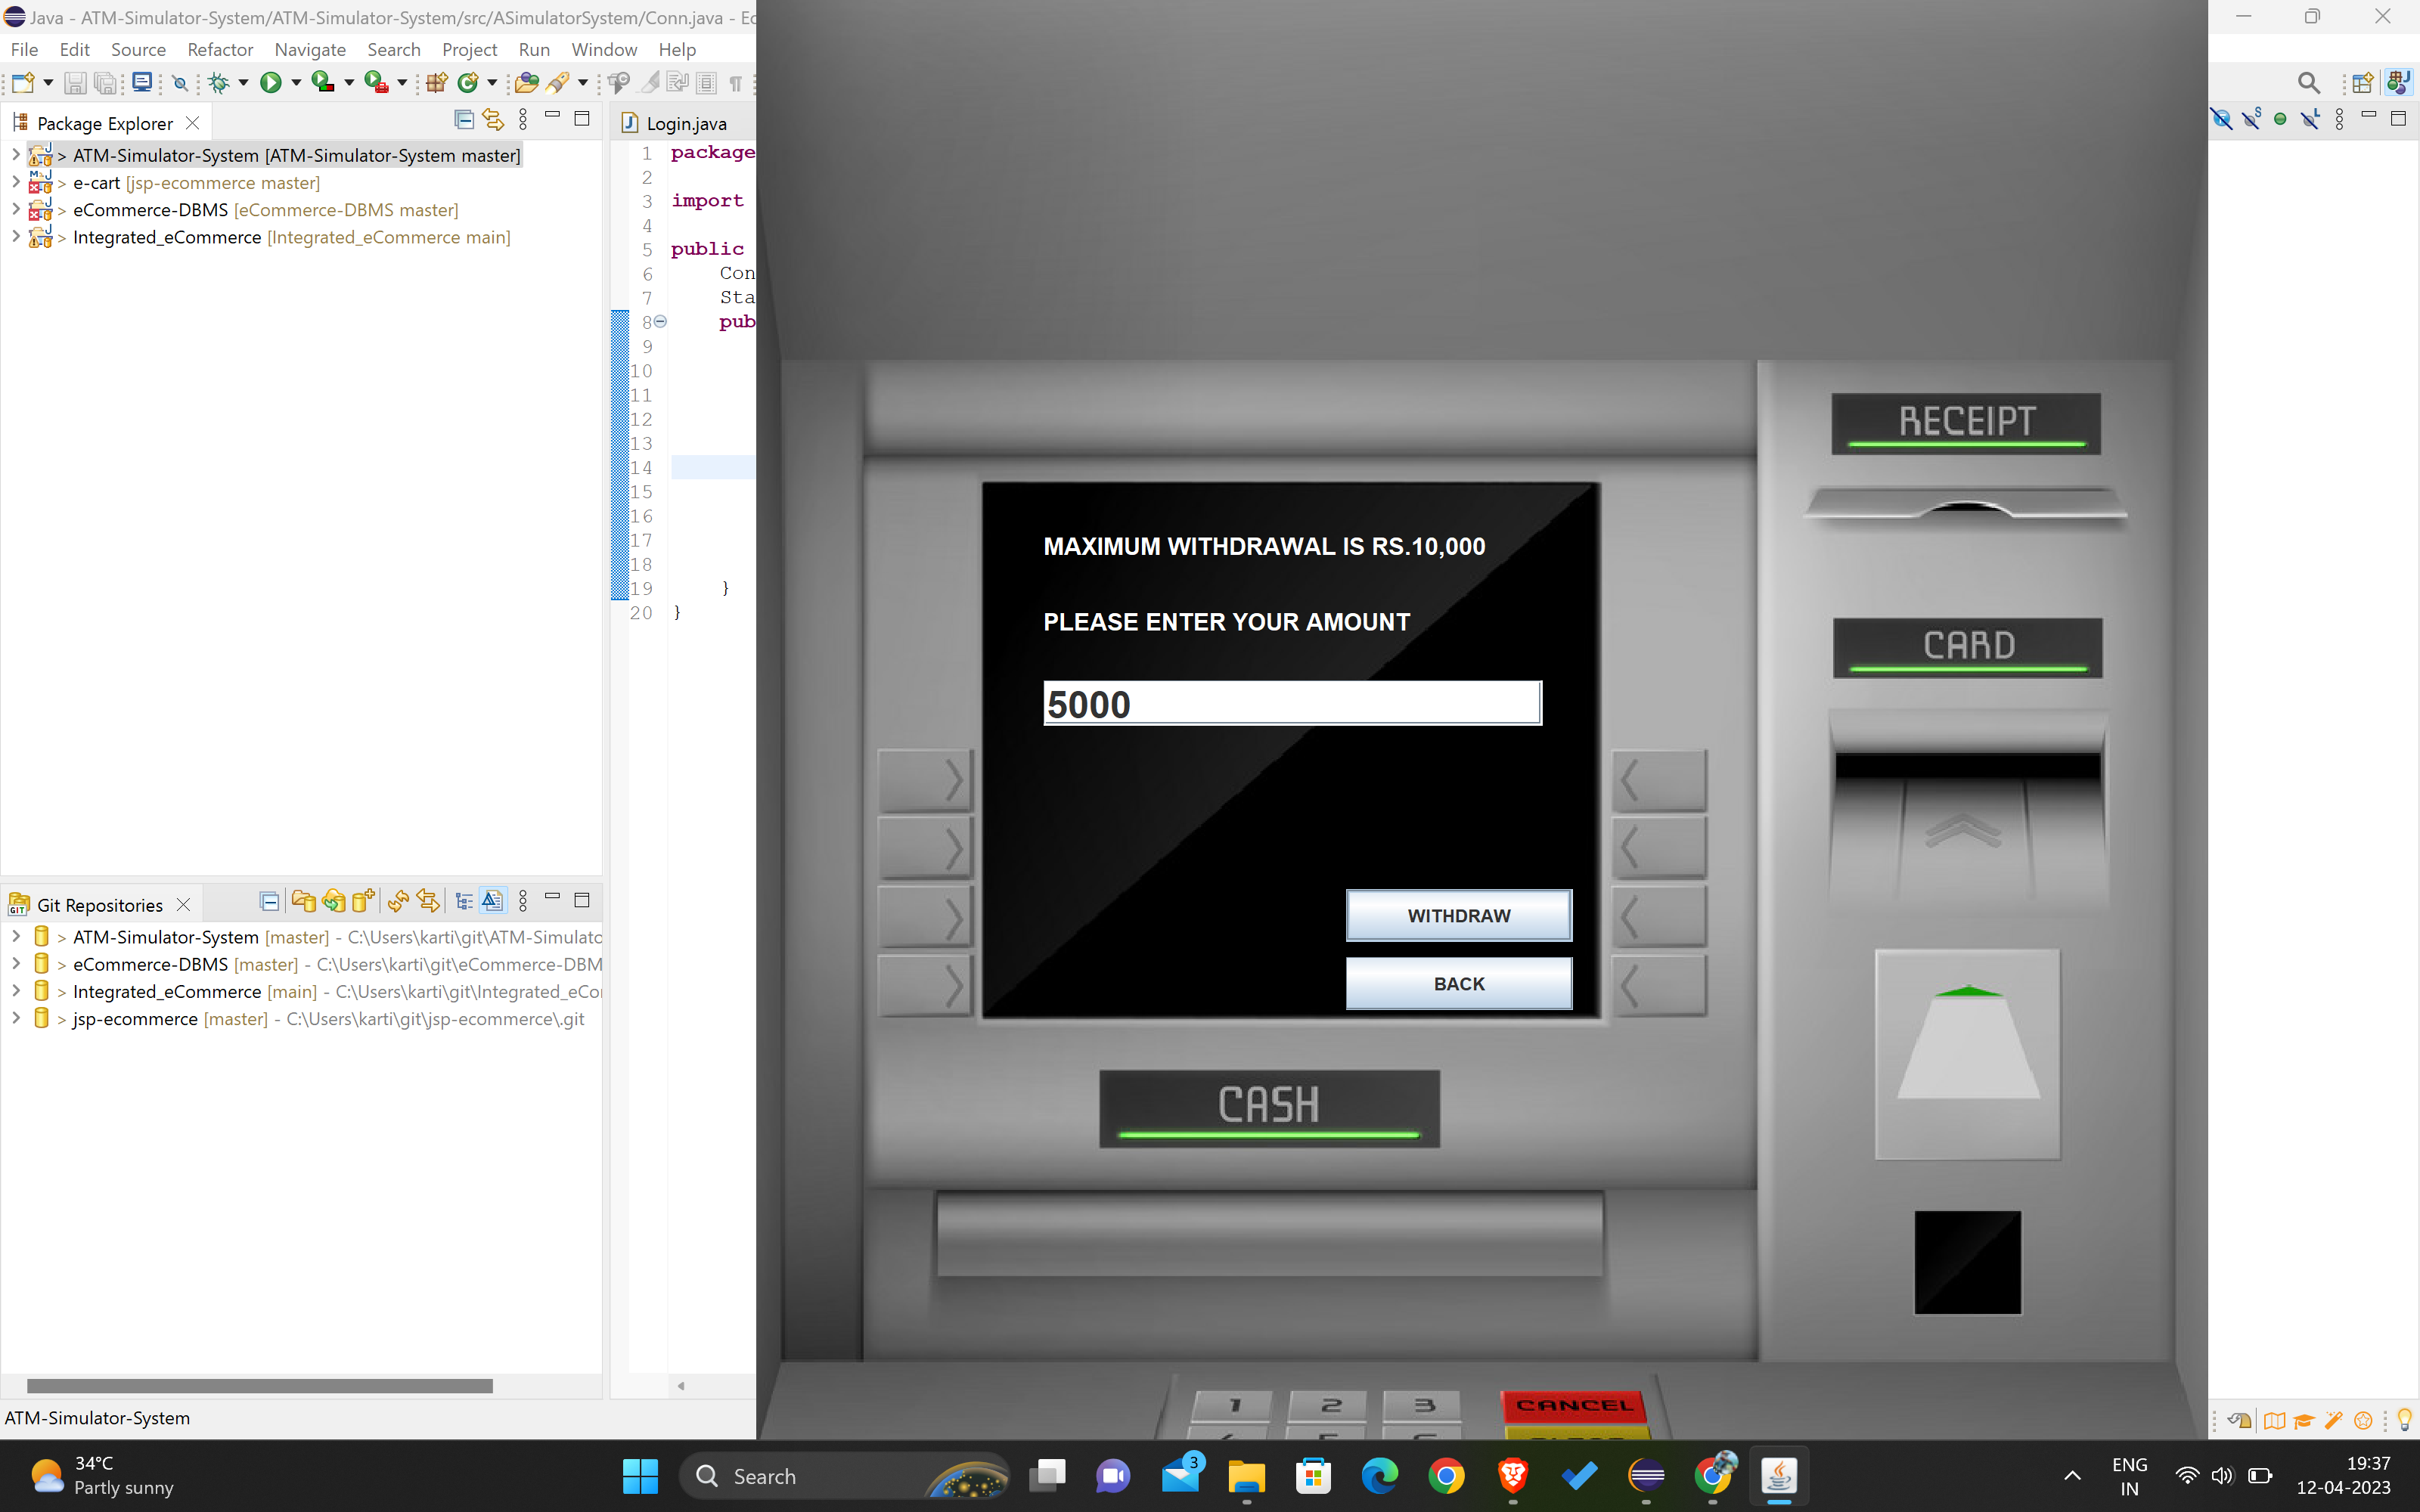 Java - ATM-Simulator-System/ATM-Simulator-System/src/ASimulatorSystem/Conn.java - Ec
File Edit Source Refactor Navigate Search Project Run Window Help
Package Explorer
> ATM-Simulator-System [ATM-Simulator-System master]
> e-cart [jsp-ecommerce master]
> eCommerce-DBMS [eCommerce-DBMS master]
> Integrated_eCommerce [Integrated_eCommerce main]
Login.java
1 package
2
3 import
4
5 public
6 Con
7 Sta
8 pub
9
10
11
12
13
14
15
16
17
18
19 }
20 }
Git Repositories
> ATM-Simulator-System [master] - C:\Users\karti\git\ATM-Simulato
> eCommerce-DBMS [master] - C:\Users\karti\git\eCommerce-DBM
> Integrated_eCommerce [main] - C:\Users\karti\git\Integrated_eCo
> jsp-ecommerce [master] - C:\Users\karti\git\jsp-ecommerce\.git
ATM-Simulator-System
MAXIMUM WITHDRAWAL IS RS.10,000
PLEASE ENTER YOUR AMOUNT
5000
WITHDRAW
BACK
RECEIPT
CARD
CASH
1 2 3 CANCEL
34°C
Partly sunny
Search
3
ENG
IN
19:37
12-04-2023